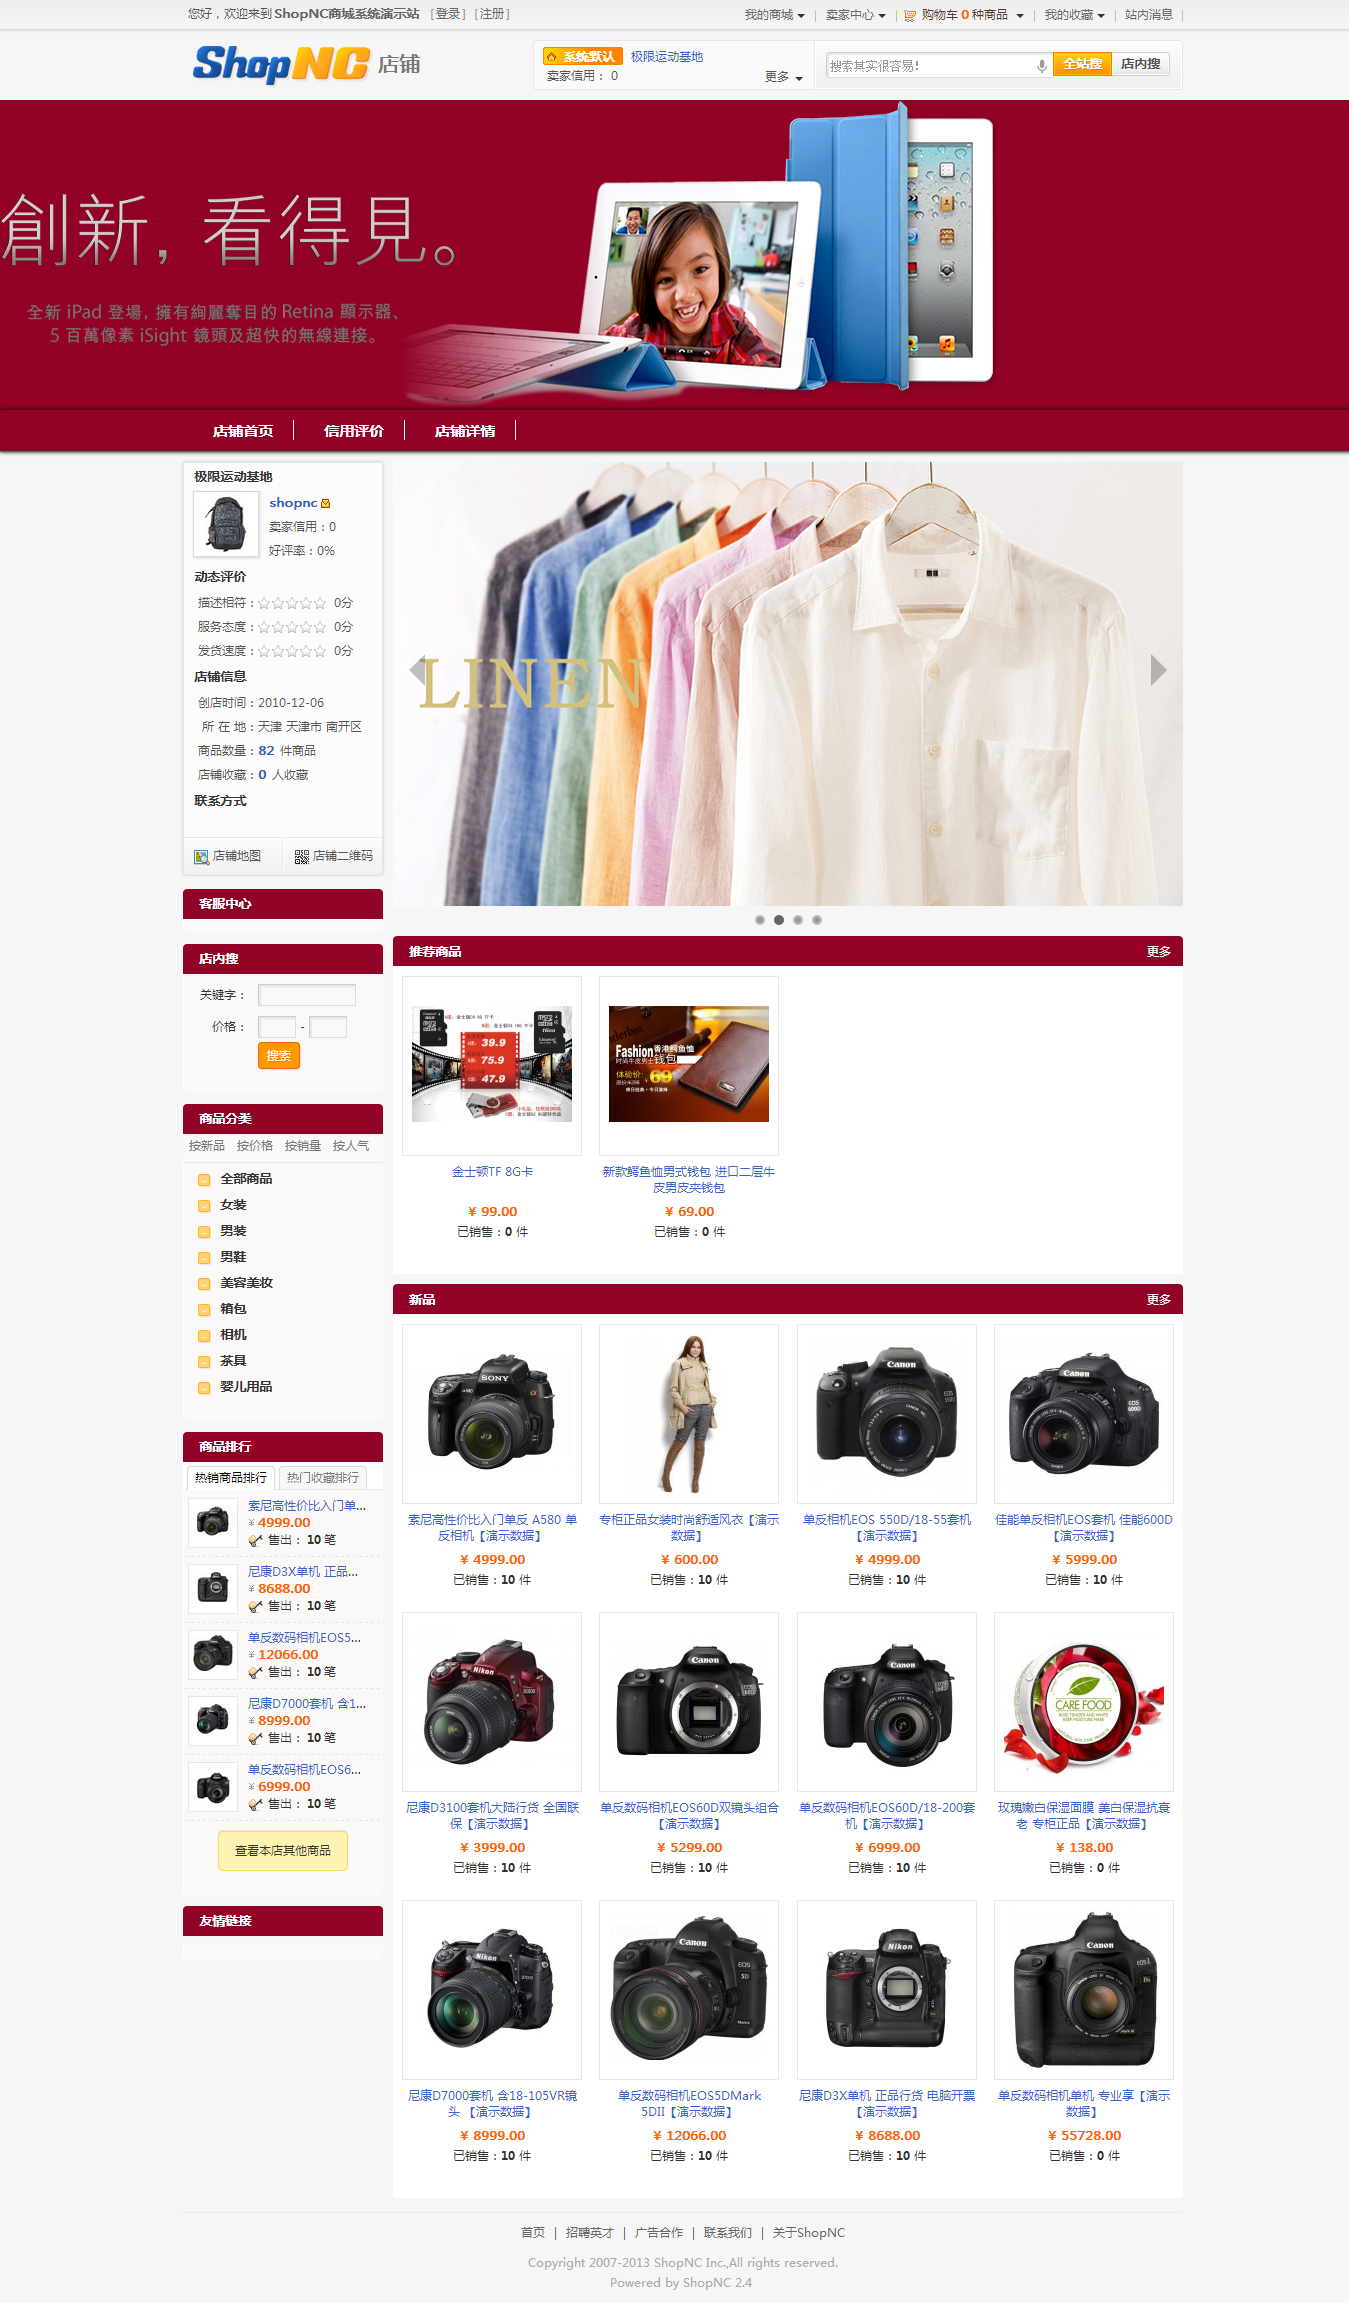 您好，欢迎来到 ShopNC商城系统演示站 [登录] [注册]
我的商城 卖家中心 购物车 0 种商品 我的收藏 站内消息
ShopNC 店铺
系统默认 极限运动基地
卖家信用： 0 更多
搜索其实很容易！ 全站搜 店内搜
創新，看得見。
全新 iPad 登場，擁有絢麗奪目的 Retina 顯示器、
5 百萬像素 iSight 鏡頭及超快的無線連接。
店铺首页 信用评价 店铺详情
极限运动基地
shopnc
卖家信用：0
好评率：0%
动态评价
描述相符： 0分
服务态度： 0分
发货速度： 0分
店铺信息
创店时间：2010-12-06
所 在 地：天津 天津市 南开区
商品数量：82 件商品
店铺收藏：0 人收藏
联系方式
店铺地图 店铺二维码
客服中心
店内搜
关键字：
价格： -
搜索
商品分类
按新品 按价格 按销量 按人气
全部商品
女装
男装
男鞋
美容美妆
箱包
相机
茶具
婴儿用品
商品排行
热销商品排行 热门收藏排行
索尼高性价比入门单...
¥ 4999.00
售出： 10 笔
尼康D3X单机 正品...
¥ 8688.00
售出： 10 笔
单反数码相机EOS5...
¥ 12066.00
售出： 10 笔
尼康D7000套机 含1...
¥ 8999.00
售出： 10 笔
单反数码相机EOS6...
¥ 6999.00
售出： 10 笔
查看本店其他商品
友情链接
LINEN
推荐商品 更多
39.9
75.9
47.9
Fashion 香港鳄鱼恤
时尚牛皮男士钱包
体验价：¥69
金士顿TF 8G卡
¥ 99.00
已销售：0 件
新款鳄鱼恤男式钱包 进口二层牛
皮男皮夹钱包
¥ 69.00
已销售：0 件
新品 更多
SONY
Canon
Canon
EOS
600D
索尼高性价比入门单反 A580 单
反相机【演示数据】
¥ 4999.00
已销售：10 件
专柜正品女装时尚舒适风衣【演示
数据】
¥ 600.00
已销售：10 件
单反相机EOS 550D/18-55套机
【演示数据】
¥ 4999.00
已销售：10 件
佳能单反相机EOS套机 佳能600D
【演示数据】
¥ 5999.00
已销售：10 件
Nikon
Canon
Canon
CARE FOOD
尼康D3100套机大陆行货 全国联
保【演示数据】
¥ 3999.00
已销售：10 件
单反数码相机EOS60D双镜头组合
【演示数据】
¥ 5299.00
已销售：10 件
单反数码相机EOS60D/18-200套
机【演示数据】
¥ 6999.00
已销售：10 件
玫瑰嫩白保湿面膜 美白保湿抗衰
老 专柜正品【演示数据】
¥ 138.00
已销售：0 件
Nikon
Canon
EOS
5D
Nikon
Canon
尼康D7000套机 含18-105VR镜
头 【演示数据】
¥ 8999.00
已销售：10 件
单反数码相机EOS5DMark
5DII【演示数据】
¥ 12066.00
已销售：10 件
尼康D3X单机 正品行货 电脑开票
【演示数据】
¥ 8688.00
已销售：10 件
单反数码相机单机 专业享【演示
数据】
¥ 55728.00
已销售：0 件
首页 | 招聘英才 | 广告合作 | 联系我们 | 关于ShopNC
Copyright 2007-2013 ShopNC Inc.,All rights reserved.
Powered by ShopNC 2.4